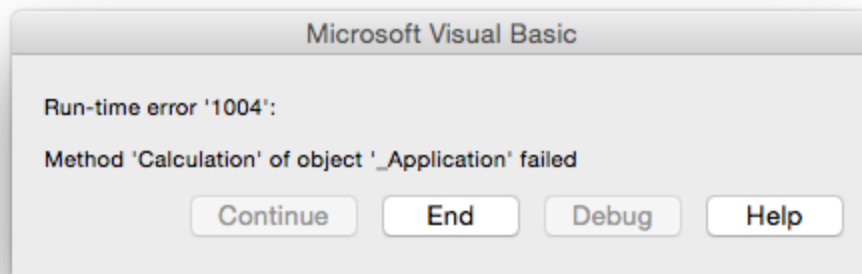 Microsoft Visual Basic
Run-time error '1004':
Method 'Calculation' of object '_Application' failed
Continue End Debug Help